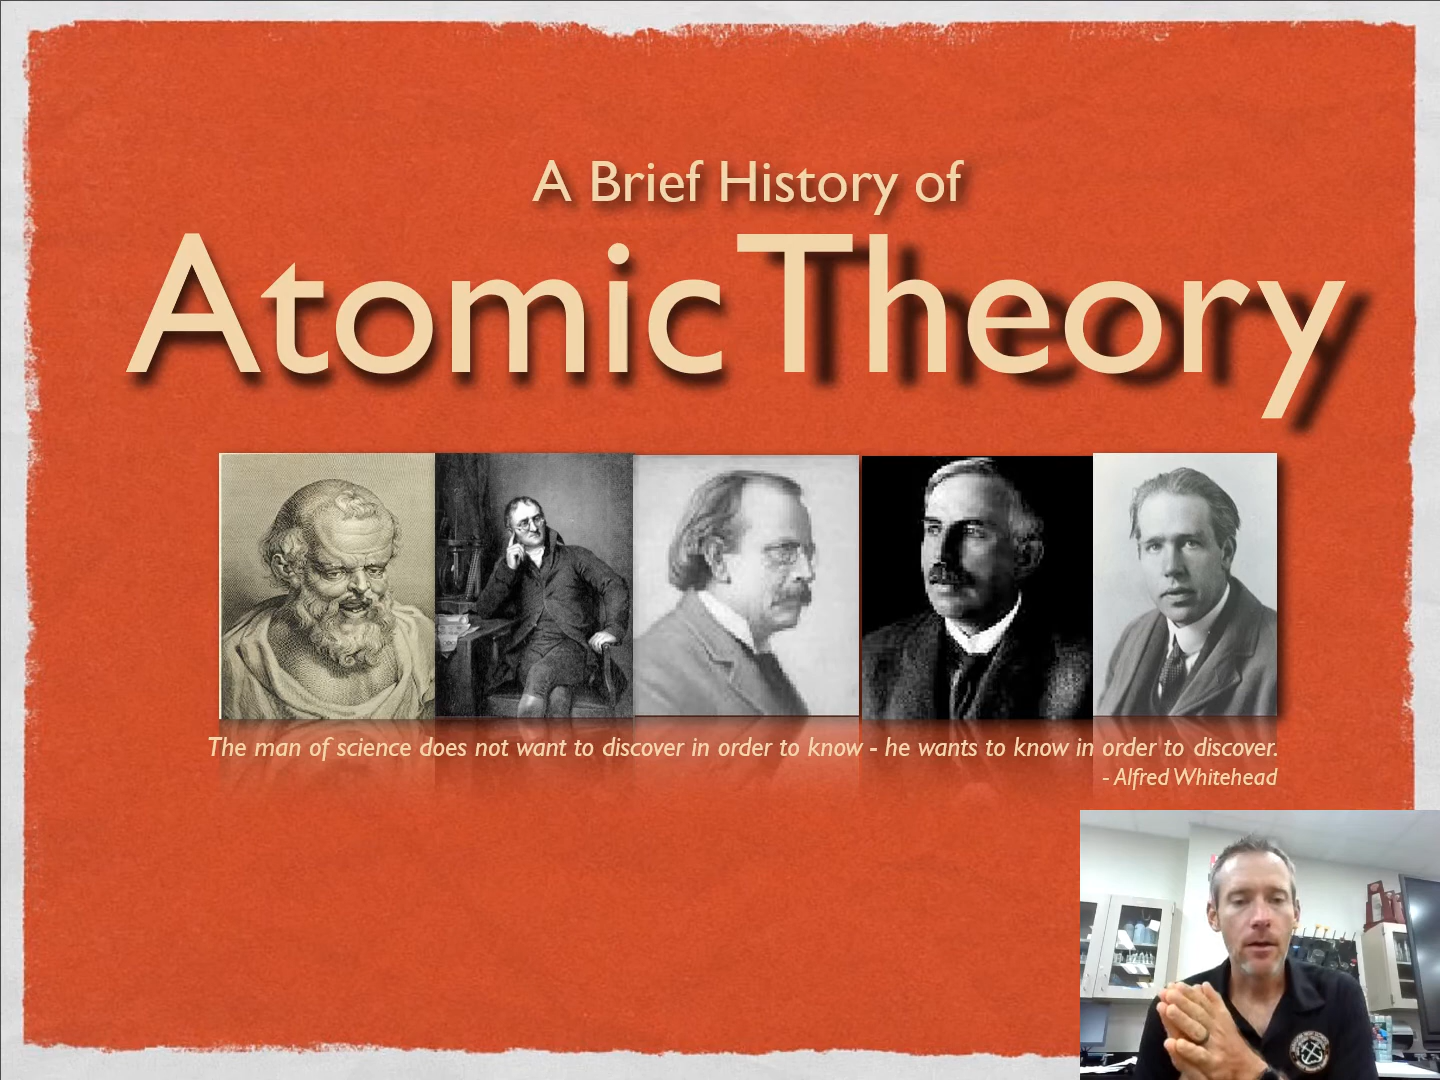 A Brief History of
Atomic Theory
The man of science does not want to discover in order to know - he wants to know in order to discover.
- Alfred Whitehead